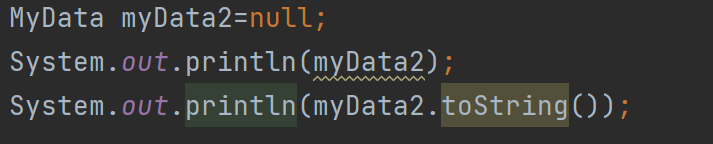 MyData myData2=null;
System.out.println(myData2);
System.out.println(myData2.toString());